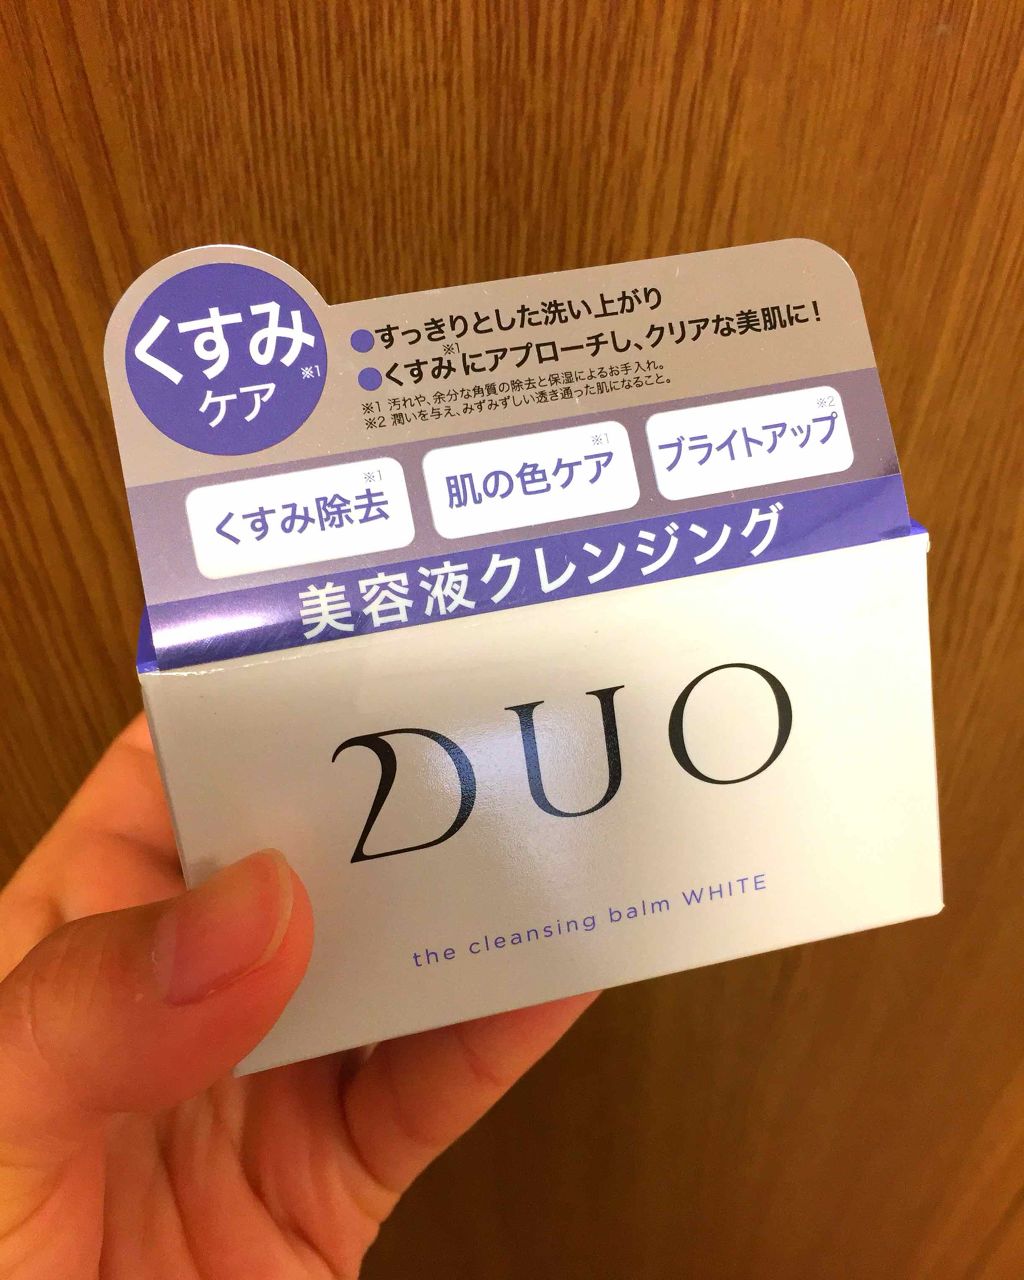 くすみ
ケア※1
●すっきりとした洗い上がり
●くすみ※1にアプローチし、クリアな美肌に!
※1 汚れや、余分な角質の除去と保湿によるお手入れ。
※2 潤いを与え、みずみずしい透き通った肌になること。
くすみ除去※1
肌の色ケア※1
ブライトアップ※2
美容液クレンジング
DUO
the cleansing balm WHITE